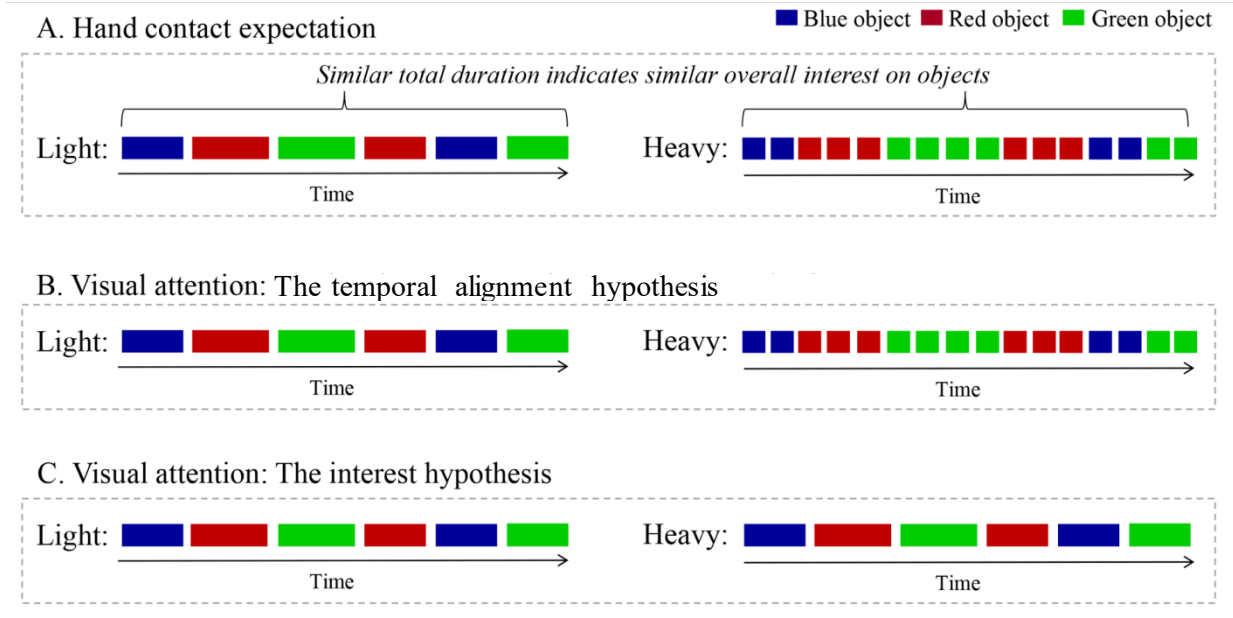 A. Hand contact expectation
Blue object Red object Green object
Similar total duration indicates similar overall interest on objects
Light:
Time
Heavy:
Time
B. Visual attention: The temporal alignment hypothesis
Light:
Time
Heavy:
Time
C. Visual attention: The interest hypothesis
Light:
Time
Heavy:
Time